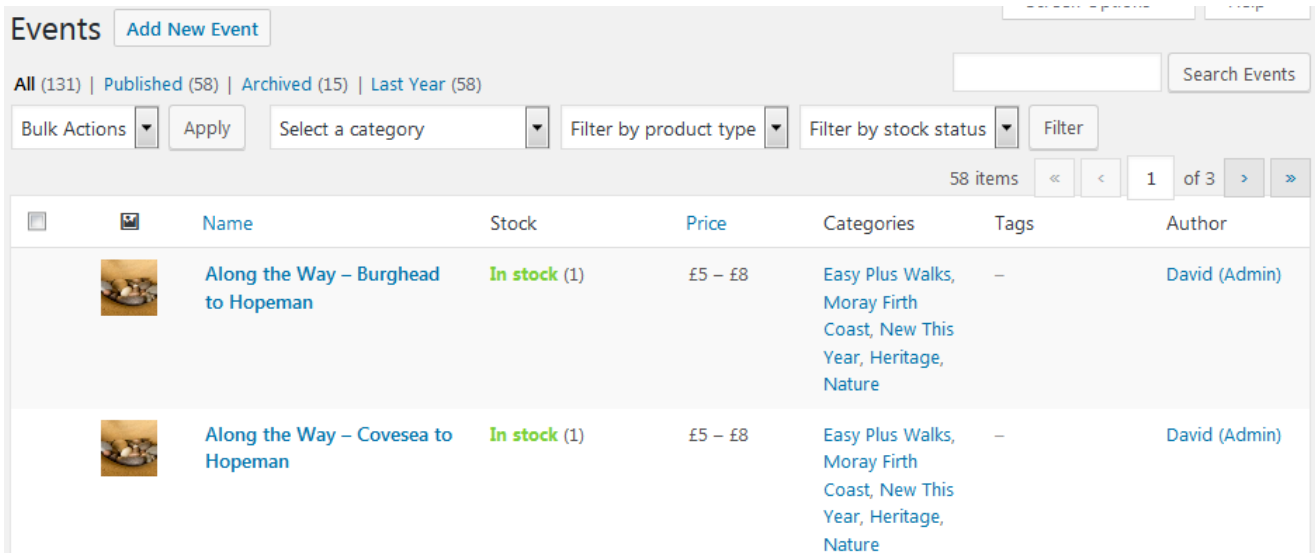 Events Add New Event
All (131) | Published (58) | Archived (15) | Last Year (58)
Search Events
Bulk Actions Apply Select a category Filter by product type Filter by stock status Filter
58 items « ‹ 1 of 3 › »
Name Stock Price Categories Tags Author
Along the Way – Burghead In stock (1) £5 – £8 Easy Plus Walks, – David (Admin)
to Hopeman Moray Firth
Coast, New This
Year, Heritage,
Nature
Along the Way – Covesea to In stock (1) £5 – £8 Easy Plus Walks, – David (Admin)
Hopeman Moray Firth
Coast, New This
Year, Heritage,
Nature